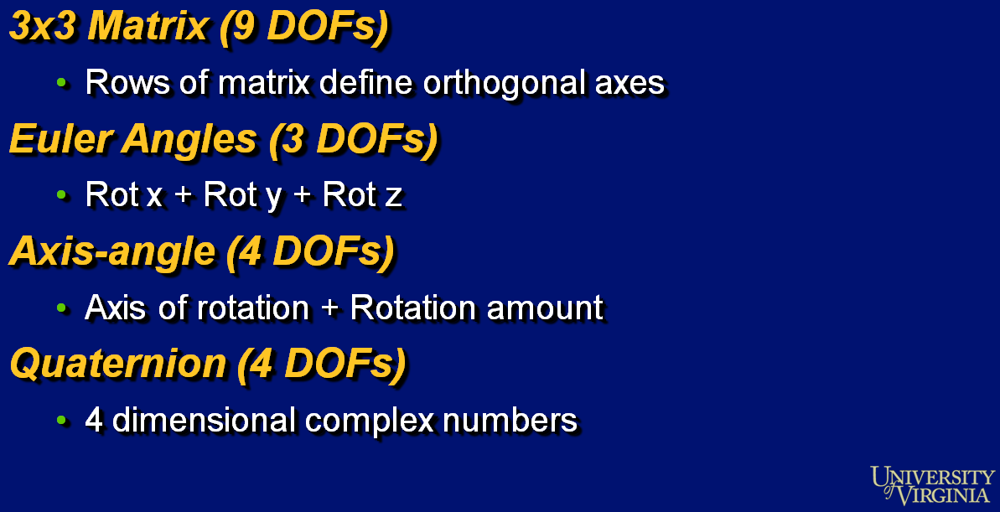 3x3 Matrix (9 DOFs)
• Rows of matrix define orthogonal axes
Euler Angles (3 DOFs)
• Rot x + Rot y + Rot z
Axis-angle (4 DOFs)
• Axis of rotation + Rotation amount
Quaternion (4 DOFs)
• 4 dimensional complex numbers
UNIVERSITY
of VIRGINIA